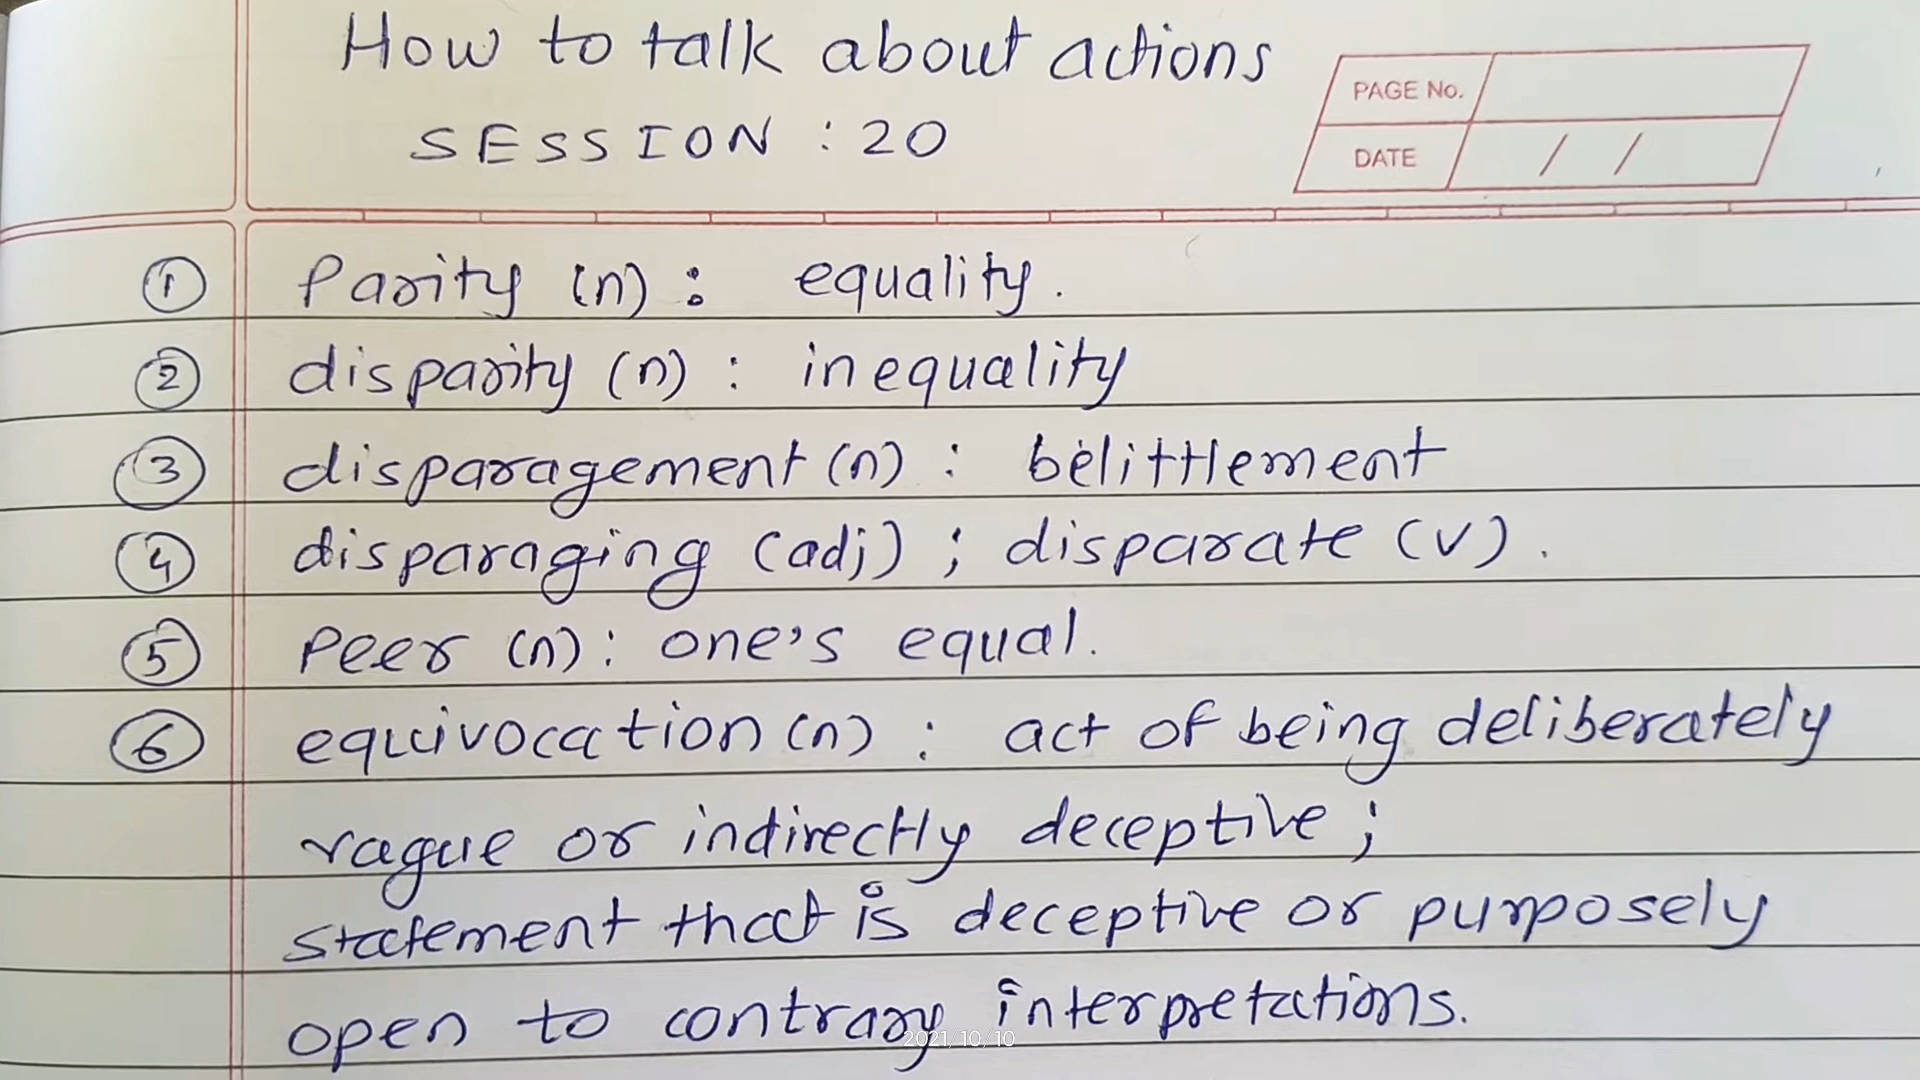 How to talk about actions
SESSION : 20
PAGE No.
DATE / /
1 Parity (n) : equality.
2 disparity (n) : inequality
3 disparagement (n) : belittlement
4 disparaging (adj) ; disparate (v).
5 Peer (n) : one's equal.
6 equivocation (n) : act of being deliberately
vague or indirectly deceptive ;
statement that is deceptive or purposely
open to contrary interpretations.
2021/10/10